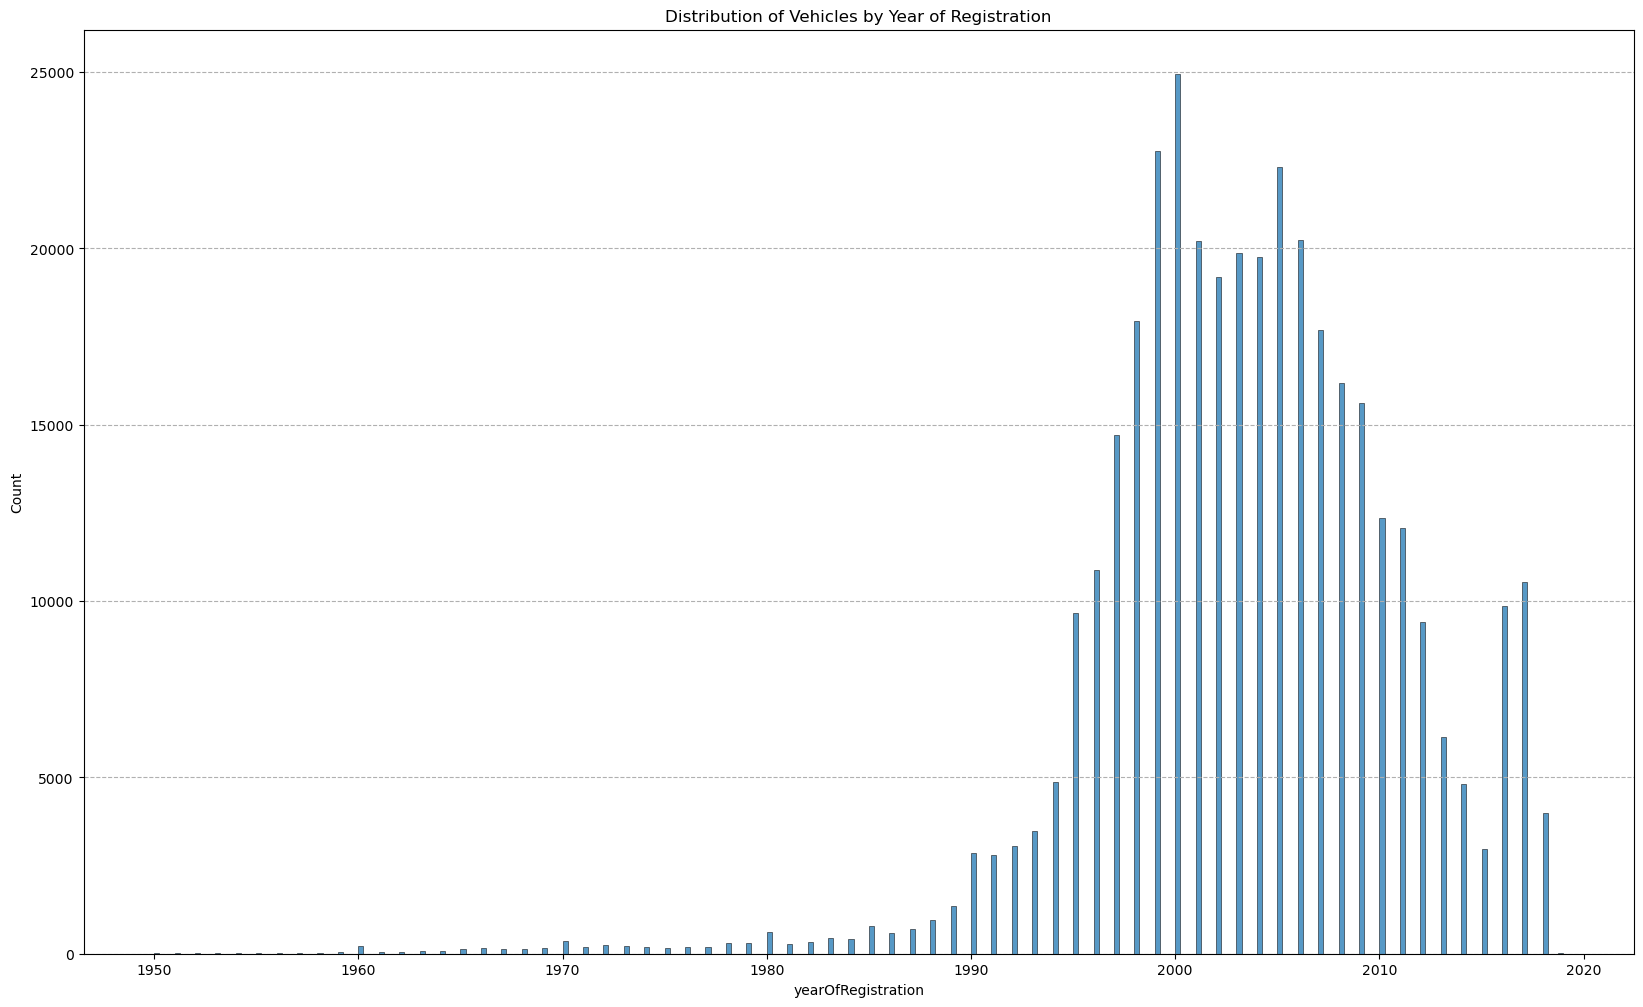 Distribution of Vehicles by Year of Registration
25000
20000
15000
10000
5000
0
Count
1950 1960 1970 1980 1990 2000 2010 2020
yearOfRegistration